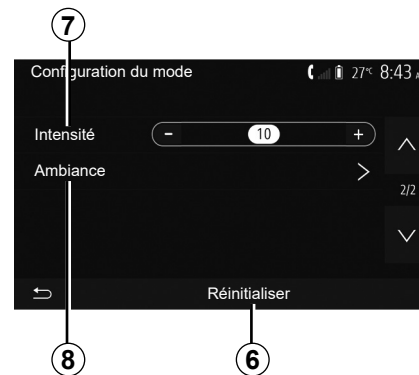 7
Configuration du mode 27°C 8:43
Intensité - 10 +
Ambiance >
2/2
Réinitialiser
8 6